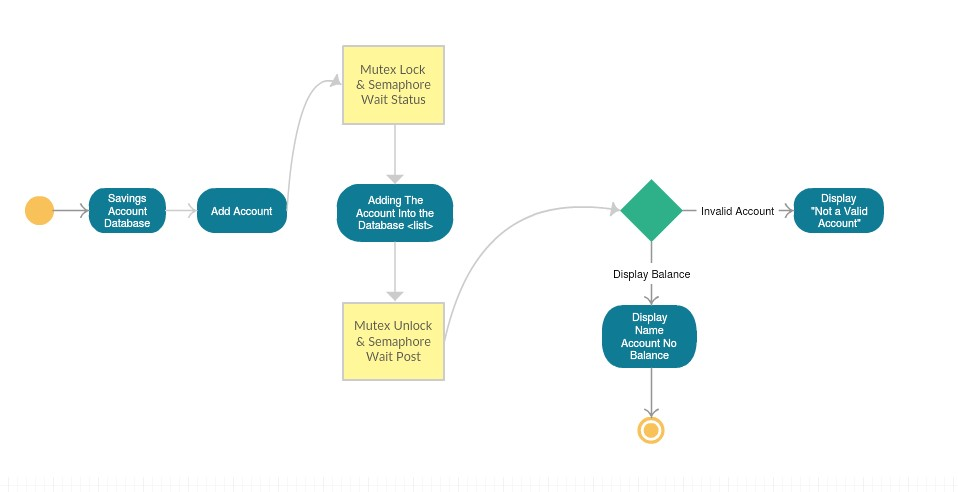 Mutex Lock
& Semaphore
Wait Status
Savings
Account
Database
Add Account
Adding The
Account Into the
Database <list>
Mutex Unlock
& Semaphore
Wait Post
Invalid Account
Display
"Not a Valid
Account"
Display Balance
Display
Name
Account No
Balance